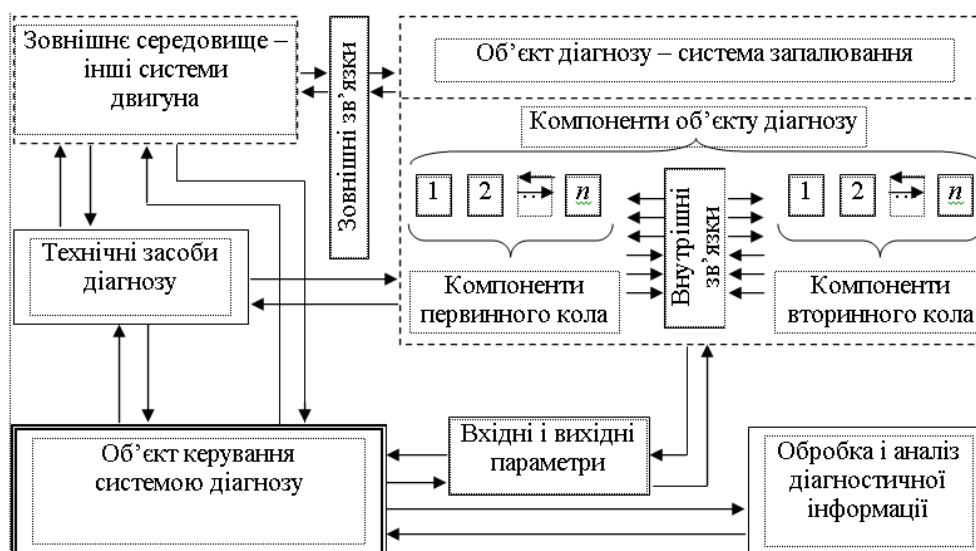 Зовнішнє середовище –
інші системи
двигуна
Зовнішні зв’язки
Об’єкт діагнозу – система запалювання
Компоненти об’єкту діагнозу
1 2 ... n
Внутрішні
зв’язки
1 2 ... n
Компоненти
первинного кола
Компоненти
вторинного кола
Технічні засоби
діагнозу
Об’єкт керування
системою діагнозу
Вхідні і вихідні
параметри
Обробка і аналіз
діагностичної
інформації